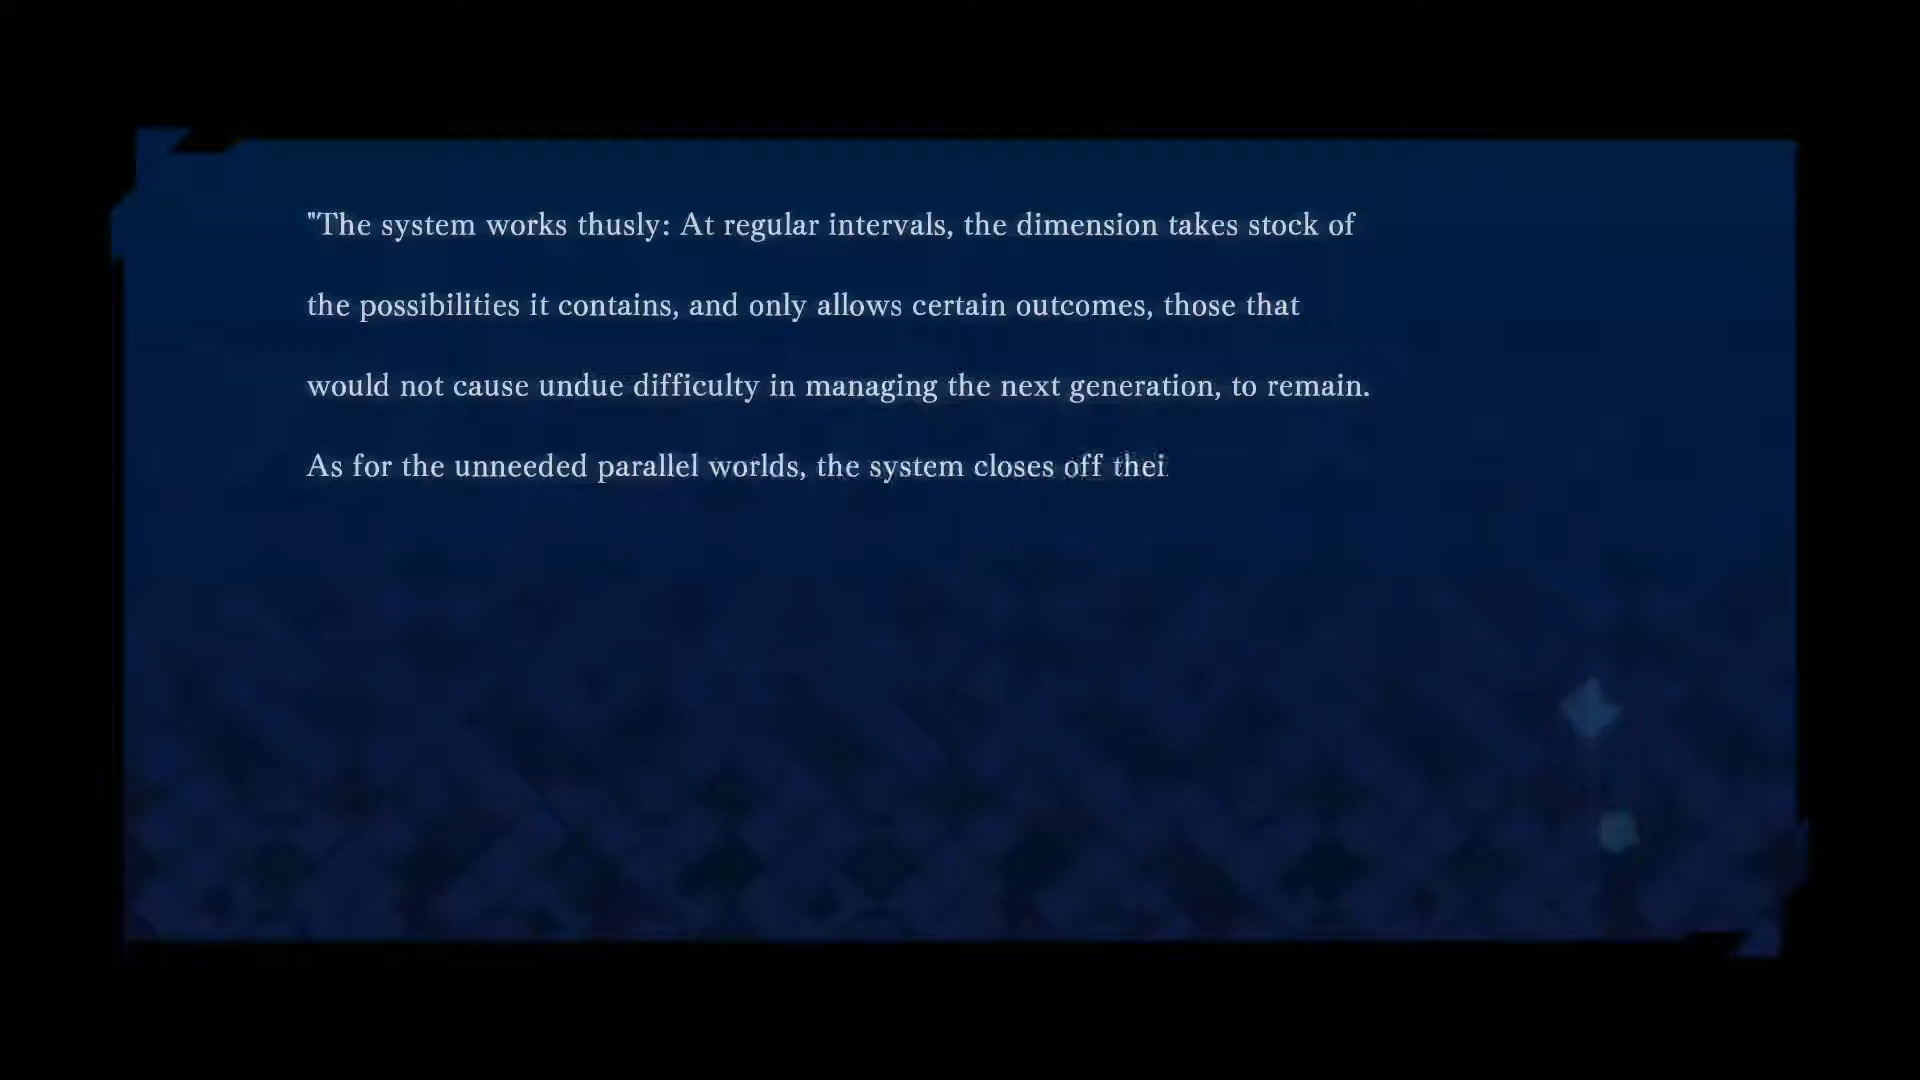 "The system works thusly: At regular intervals, the dimension takes stock of
the possibilities it contains, and only allows certain outcomes, those that
would not cause undue difficulty in managing the next generation, to remain.
As for the unneeded parallel worlds, the system closes off thei